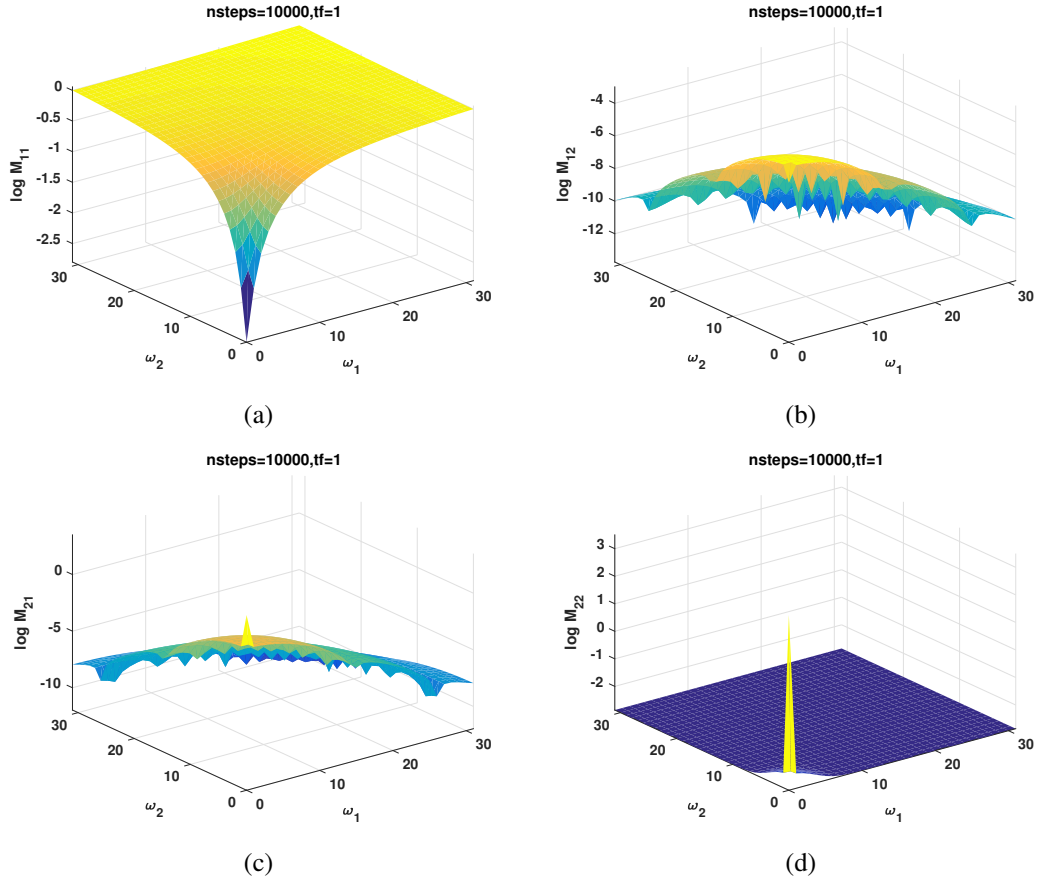 nsteps=10000,tf=1
0
-0.5
-1
-1.5
-2
-2.5
log M11
30
20
10
0
ω2
0
10
20
30
ω1
(a)
nsteps=10000,tf=1
-4
-6
-8
-10
-12
log M12
30
20
10
0
ω2
0
10
20
30
ω1
(b)
nsteps=10000,tf=1
0
-5
-10
log M21
30
20
10
0
ω2
0
10
20
30
ω1
(c)
nsteps=10000,tf=1
3
2
1
0
-1
-2
log M22
30
20
10
0
ω2
0
10
20
30
ω1
(d)